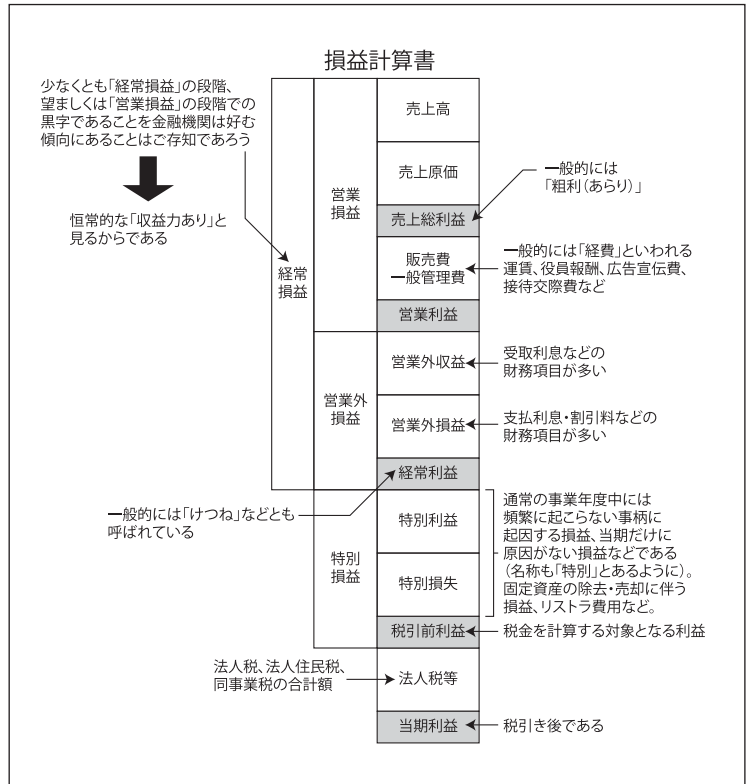 損益計算書
少なくとも「経常損益」の段階、
望ましくは「営業損益」の段階での
黒字であることを金融機関は好む
傾向にあることはご存知であろう
恒常的な「収益力あり」と
見るからである
経常
損益
営業
損益
売上高
売上原価
売上総利益
一般的には
「粗利(あらり)」
販売費
一般管理費
一般的には「経費」といわれる
運賃、役員報酬、広告宣伝費、
接待交際費など
営業利益
営業外
損益
営業外収益
受取利息などの
財務項目が多い
営業外損益
支払利息・割引料などの
財務項目が多い
経常利益
一般的には「けつね」などとも
呼ばれている
特別
損益
特別利益
特別損失
通常の事業年度中には
頻繁に起こらない事柄に
起因する損益、当期だけに
原因がない損益などである
(名称も「特別」とあるように)。
固定資産の除去・売却に伴う
損益、リストラ費用など。
税引前利益
税金を計算する対象となる利益
法人税、法人住民税、
同事業税の合計額
法人税等
当期利益
税引き後である